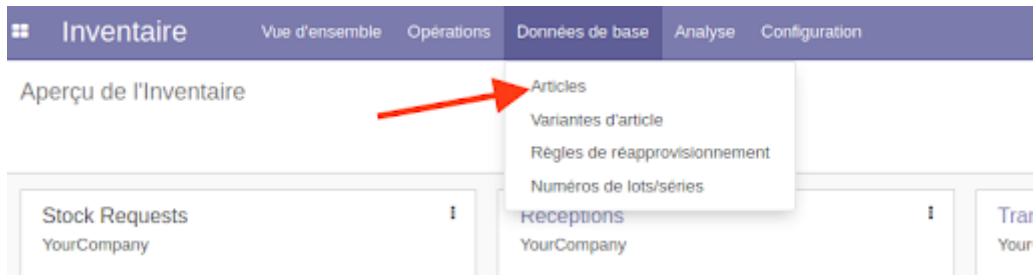 Inventaire Vue d'ensemble Opérations Données de base Analyse Configuration
Aperçu de l'Inventaire
Articles
Variantes d'article
Règles de réapprovisionnement
Numéros de lots/séries
Stock Requests
YourCompany
Réceptions
YourCompany